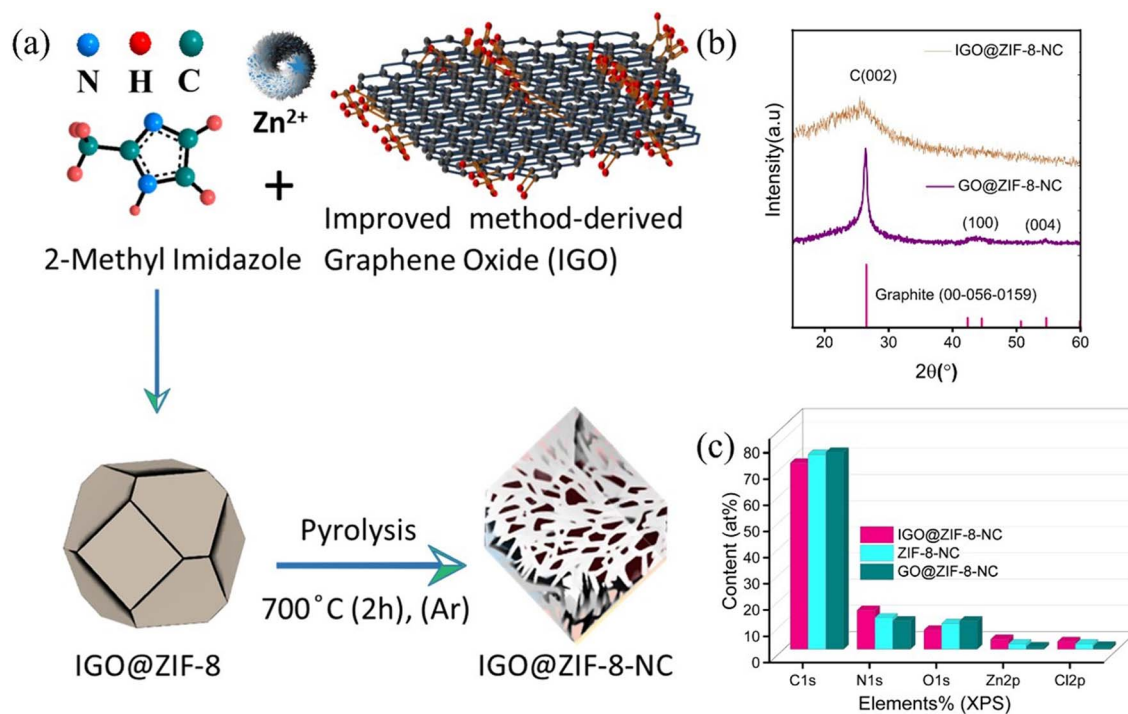 (a)
N H C
Zn²⁺
+
2-Methyl Imidazole
Improved method-derived
Graphene Oxide (IGO)
IGO@ZIF-8
Pyrolysis
700°C (2h), (Ar)
IGO@ZIF-8-NC
(b)
IGO@ZIF-8-NC
C(002)
GO@ZIF-8-NC
(100)
(004)
Graphite (00-056-0159)
Intensity(a.u)
20 30 40 50 60
2θ(°)
(c)
80
70
60
50
40
30
20
10
0
Content (at%)
IGO@ZIF-8-NC
ZIF-8-NC
GO@ZIF-8-NC
C1s N1s O1s Zn2p Cl2p
Elements% (XPS)